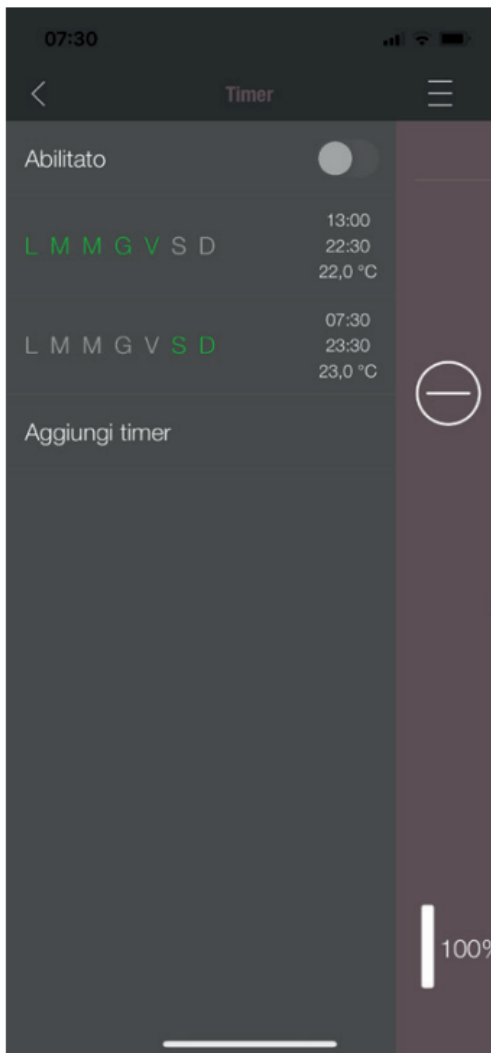 07:30
Timer
Abilitato
L M M G V S D
13:00
22:30
22,0 °C
L M M G V S D
07:30
23:30
23,0 °C
Aggiungi timer
100%